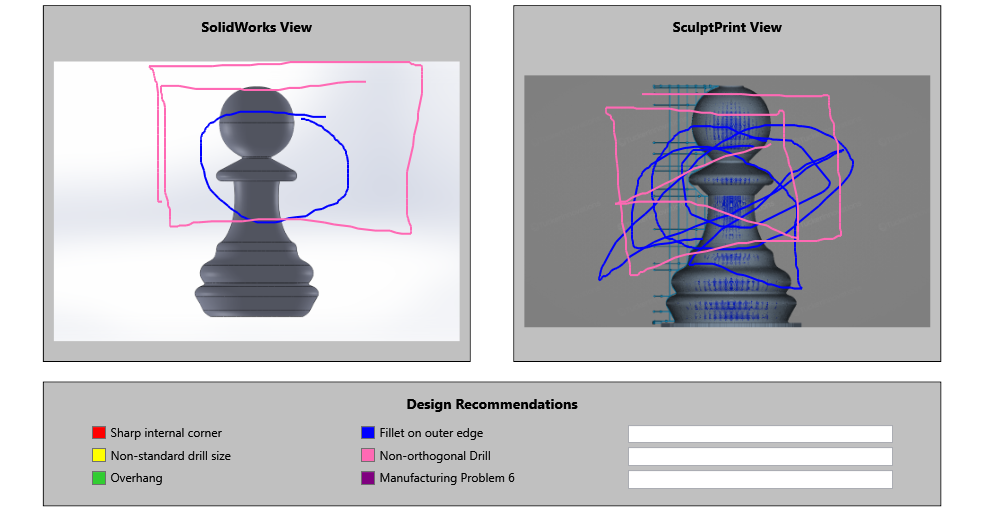 SolidWorks View
SculptPrint View
Design Recommendations
Sharp internal corner
Non-standard drill size
Overhang
Fillet on outer edge
Non-orthogonal Drill
Manufacturing Problem 6